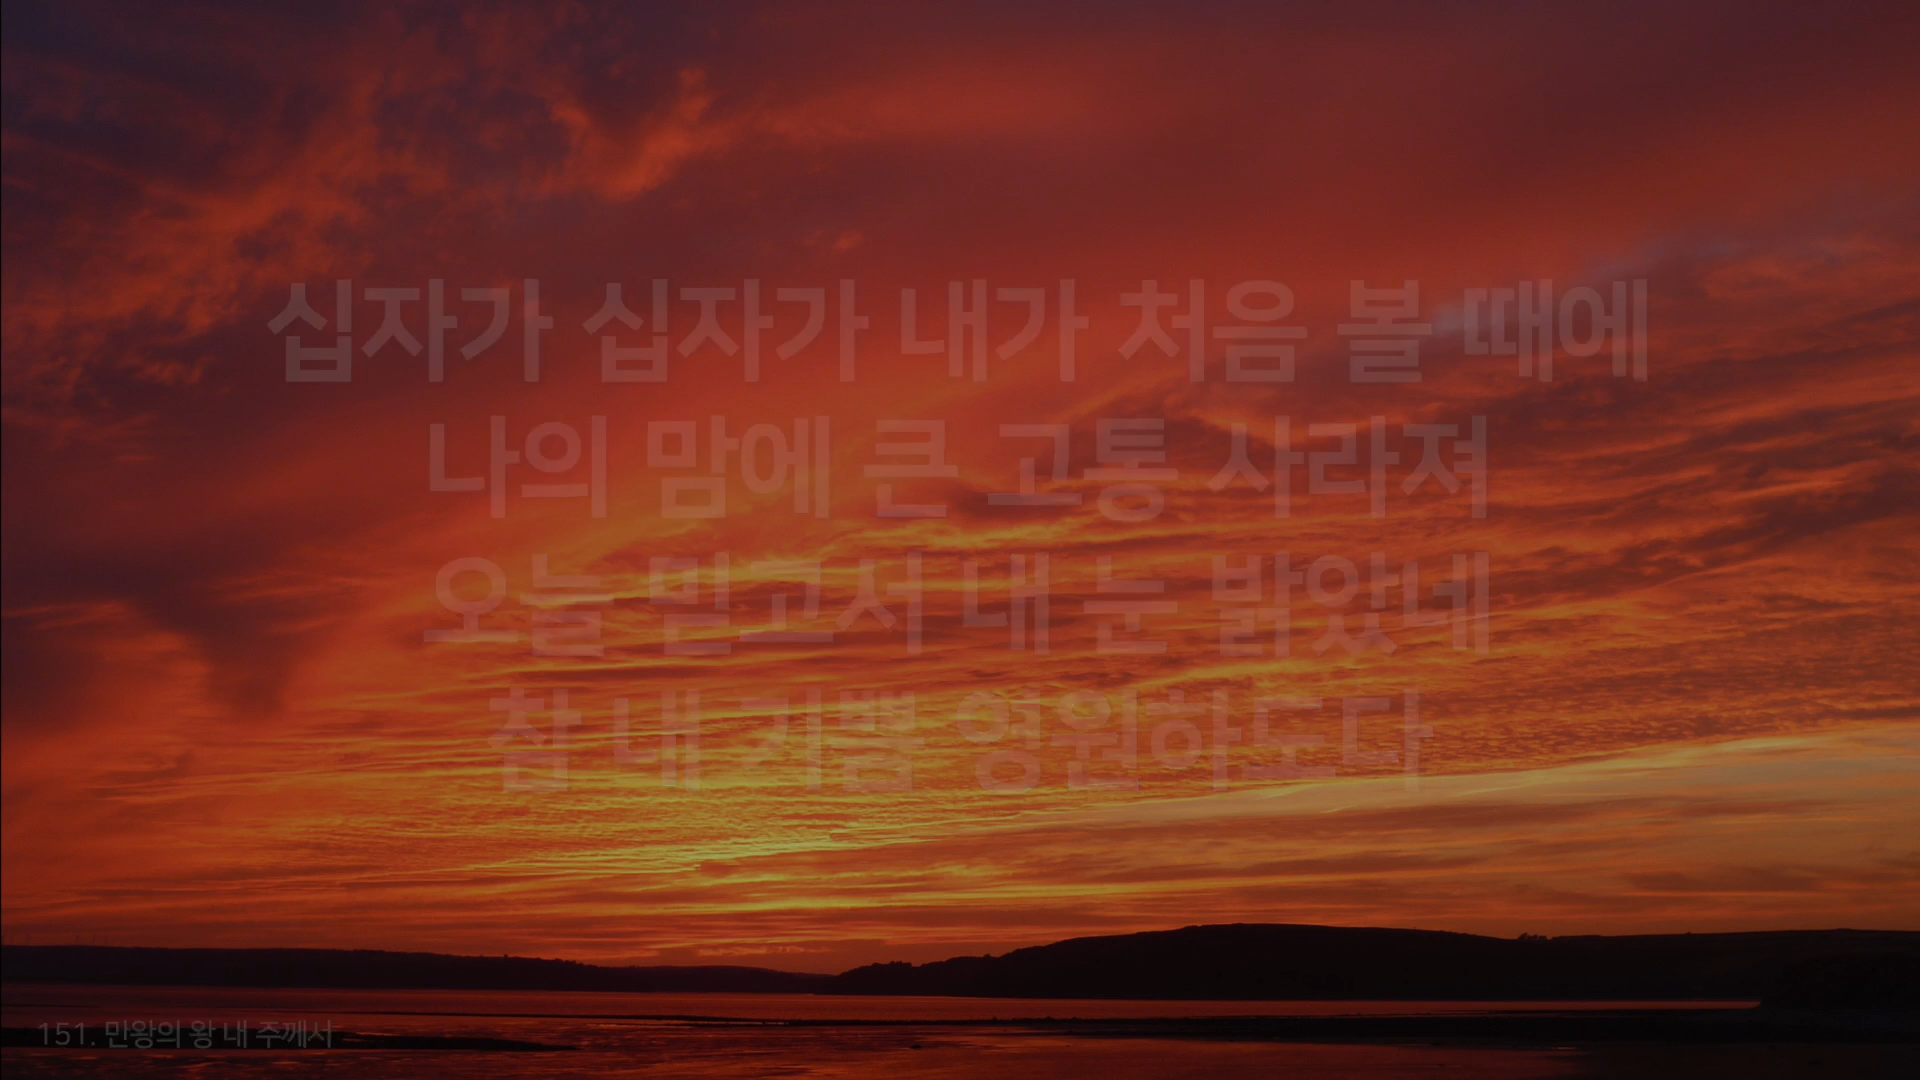 십자가 십자가 내가 처음 볼 때에
나의 맘에 큰 고통 사라져
오늘 믿고서 내 눈 밝았네
참 내 기쁨 영원하도다
151. 만왕의 왕 내 주께서